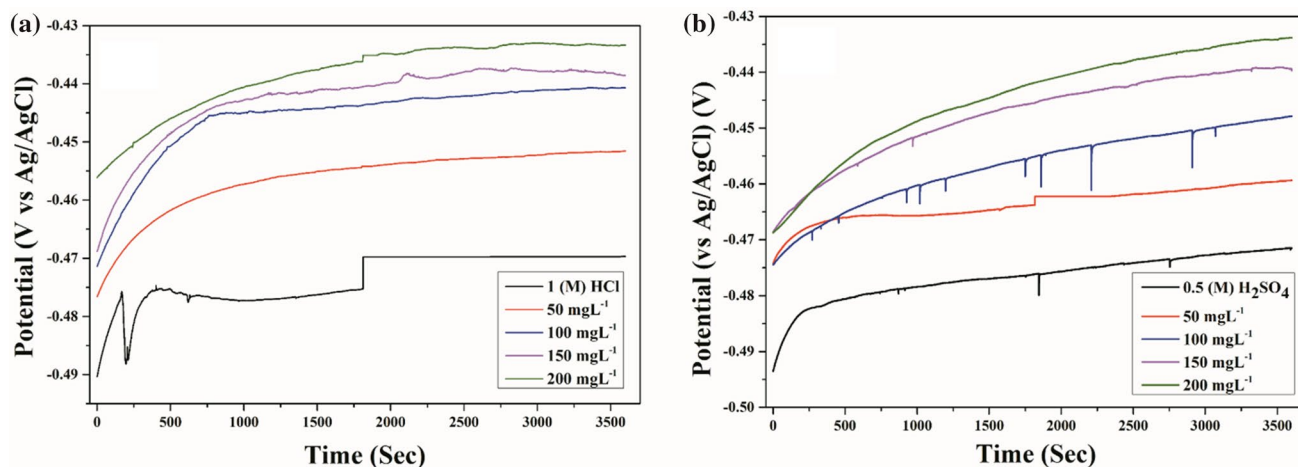 (a)
Potential (V vs Ag/AgCl)
-0.43
-0.44
-0.45
-0.46
-0.47
-0.48
-0.49
0 500 1000 1500 2000 2500 3000 3500
Time (Sec)
1 (M) HCl
50 mgL⁻¹
100 mgL⁻¹
150 mgL⁻¹
200 mgL⁻¹
(b)
Potential (vs Ag/AgCl) (V)
-0.43
-0.44
-0.45
-0.46
-0.47
-0.48
-0.49
-0.50
0 500 1000 1500 2000 2500 3000 3500
Time (Sec)
0.5 (M) H₂SO₄
50 mgL⁻¹
100 mgL⁻¹
150 mgL⁻¹
200 mgL⁻¹